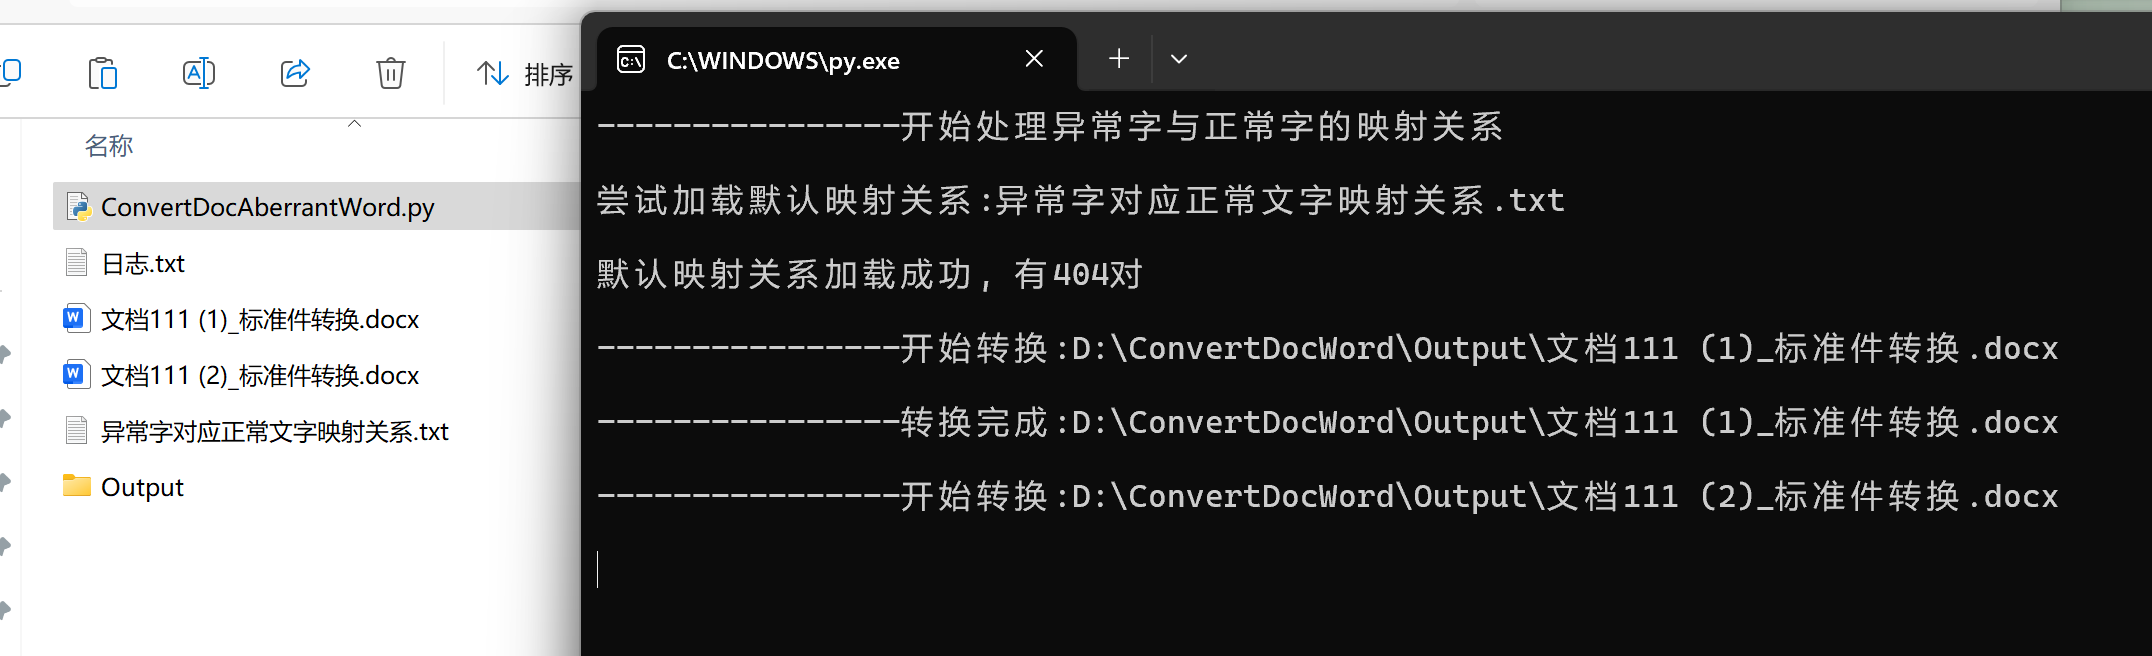 排序
名称
ConvertDocAberrantWord.py
日志.txt
文档111 (1)_标准件转换.docx
文档111 (2)_标准件转换.docx
异常字对应正常文字映射关系.txt
Output
C:\WINDOWS\py.exe
----------------开始处理异常字与正常字的映射关系
尝试加载默认映射关系:异常字对应正常文字映射关系.txt
默认映射关系加载成功, 有404对
----------------开始转换:D:\ConvertDocWord\Output\文档111 (1)_标准件转换.docx
----------------转换完成:D:\ConvertDocWord\Output\文档111 (1)_标准件转换.docx
----------------开始转换:D:\ConvertDocWord\Output\文档111 (2)_标准件转换.docx